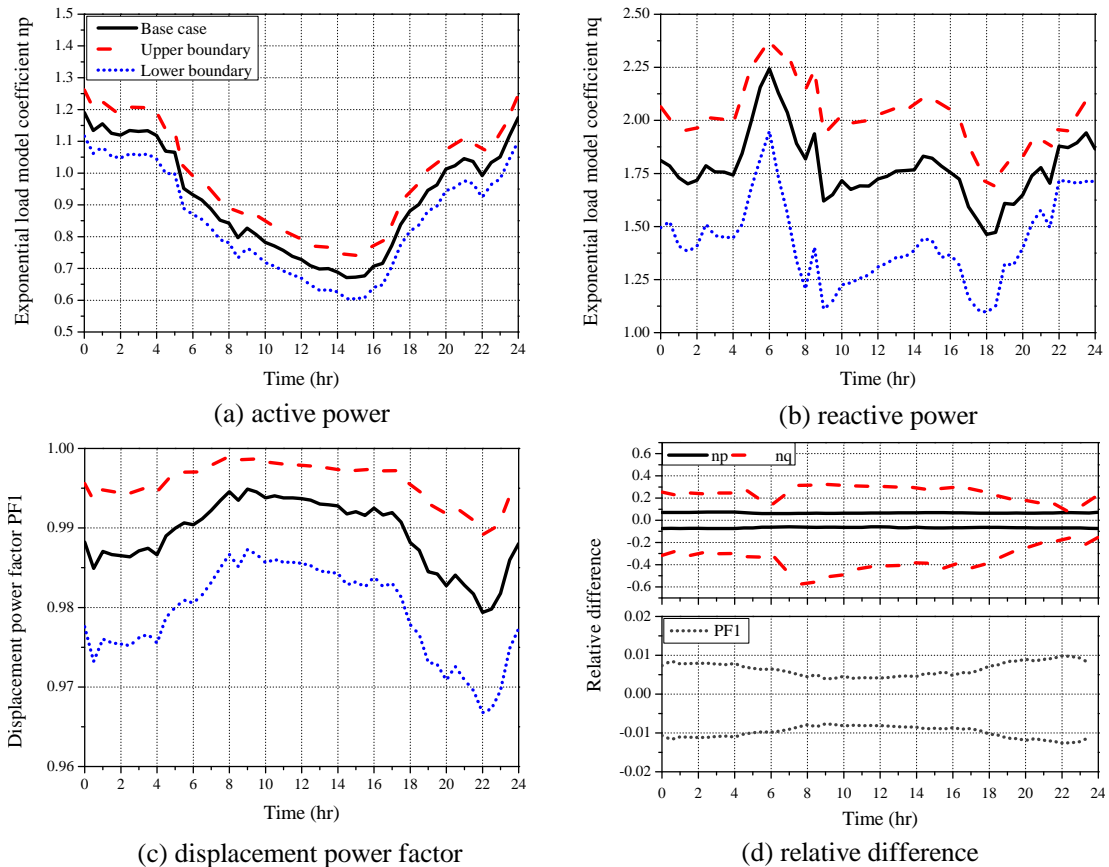 Exponential load model coefficient np
1.5
1.4
1.3
1.2
1.1
1.0
0.9
0.8
0.7
0.6
0.5
Base case
Upper boundary
Lower boundary
0 2 4 6 8 10 12 14 16 18 20 22 24
Time (hr)
(a) active power
Exponential load model coefficient nq
2.50
2.25
2.00
1.75
1.50
1.25
1.00
0 2 4 6 8 10 12 14 16 18 20 22 24
Time (hr)
(b) reactive power
Displacement power factor PF1
1.00
0.99
0.98
0.97
0.96
0 2 4 6 8 10 12 14 16 18 20 22 24
Time (hr)
(c) displacement power factor
Relative difference
0.6
0.4
0.2
0.0
-0.2
-0.4
-0.6
np nq
0.02
0.01
0.00
-0.01
-0.02
PF1
0 2 4 6 8 10 12 14 16 18 20 22 24
Time (hr)
(d) relative difference